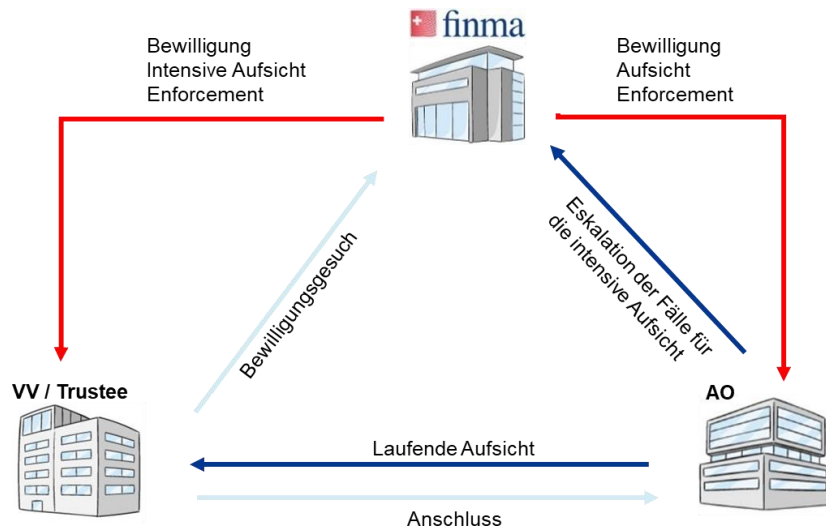 finma
Bewilligung
Intensive Aufsicht
Enforcement
Bewilligung
Aufsicht
Enforcement
Bewilligungsgesuch
Eskalation der Fälle für
die intensive Aufsicht
VV / Trustee
AO
Laufende Aufsicht
Anschluss